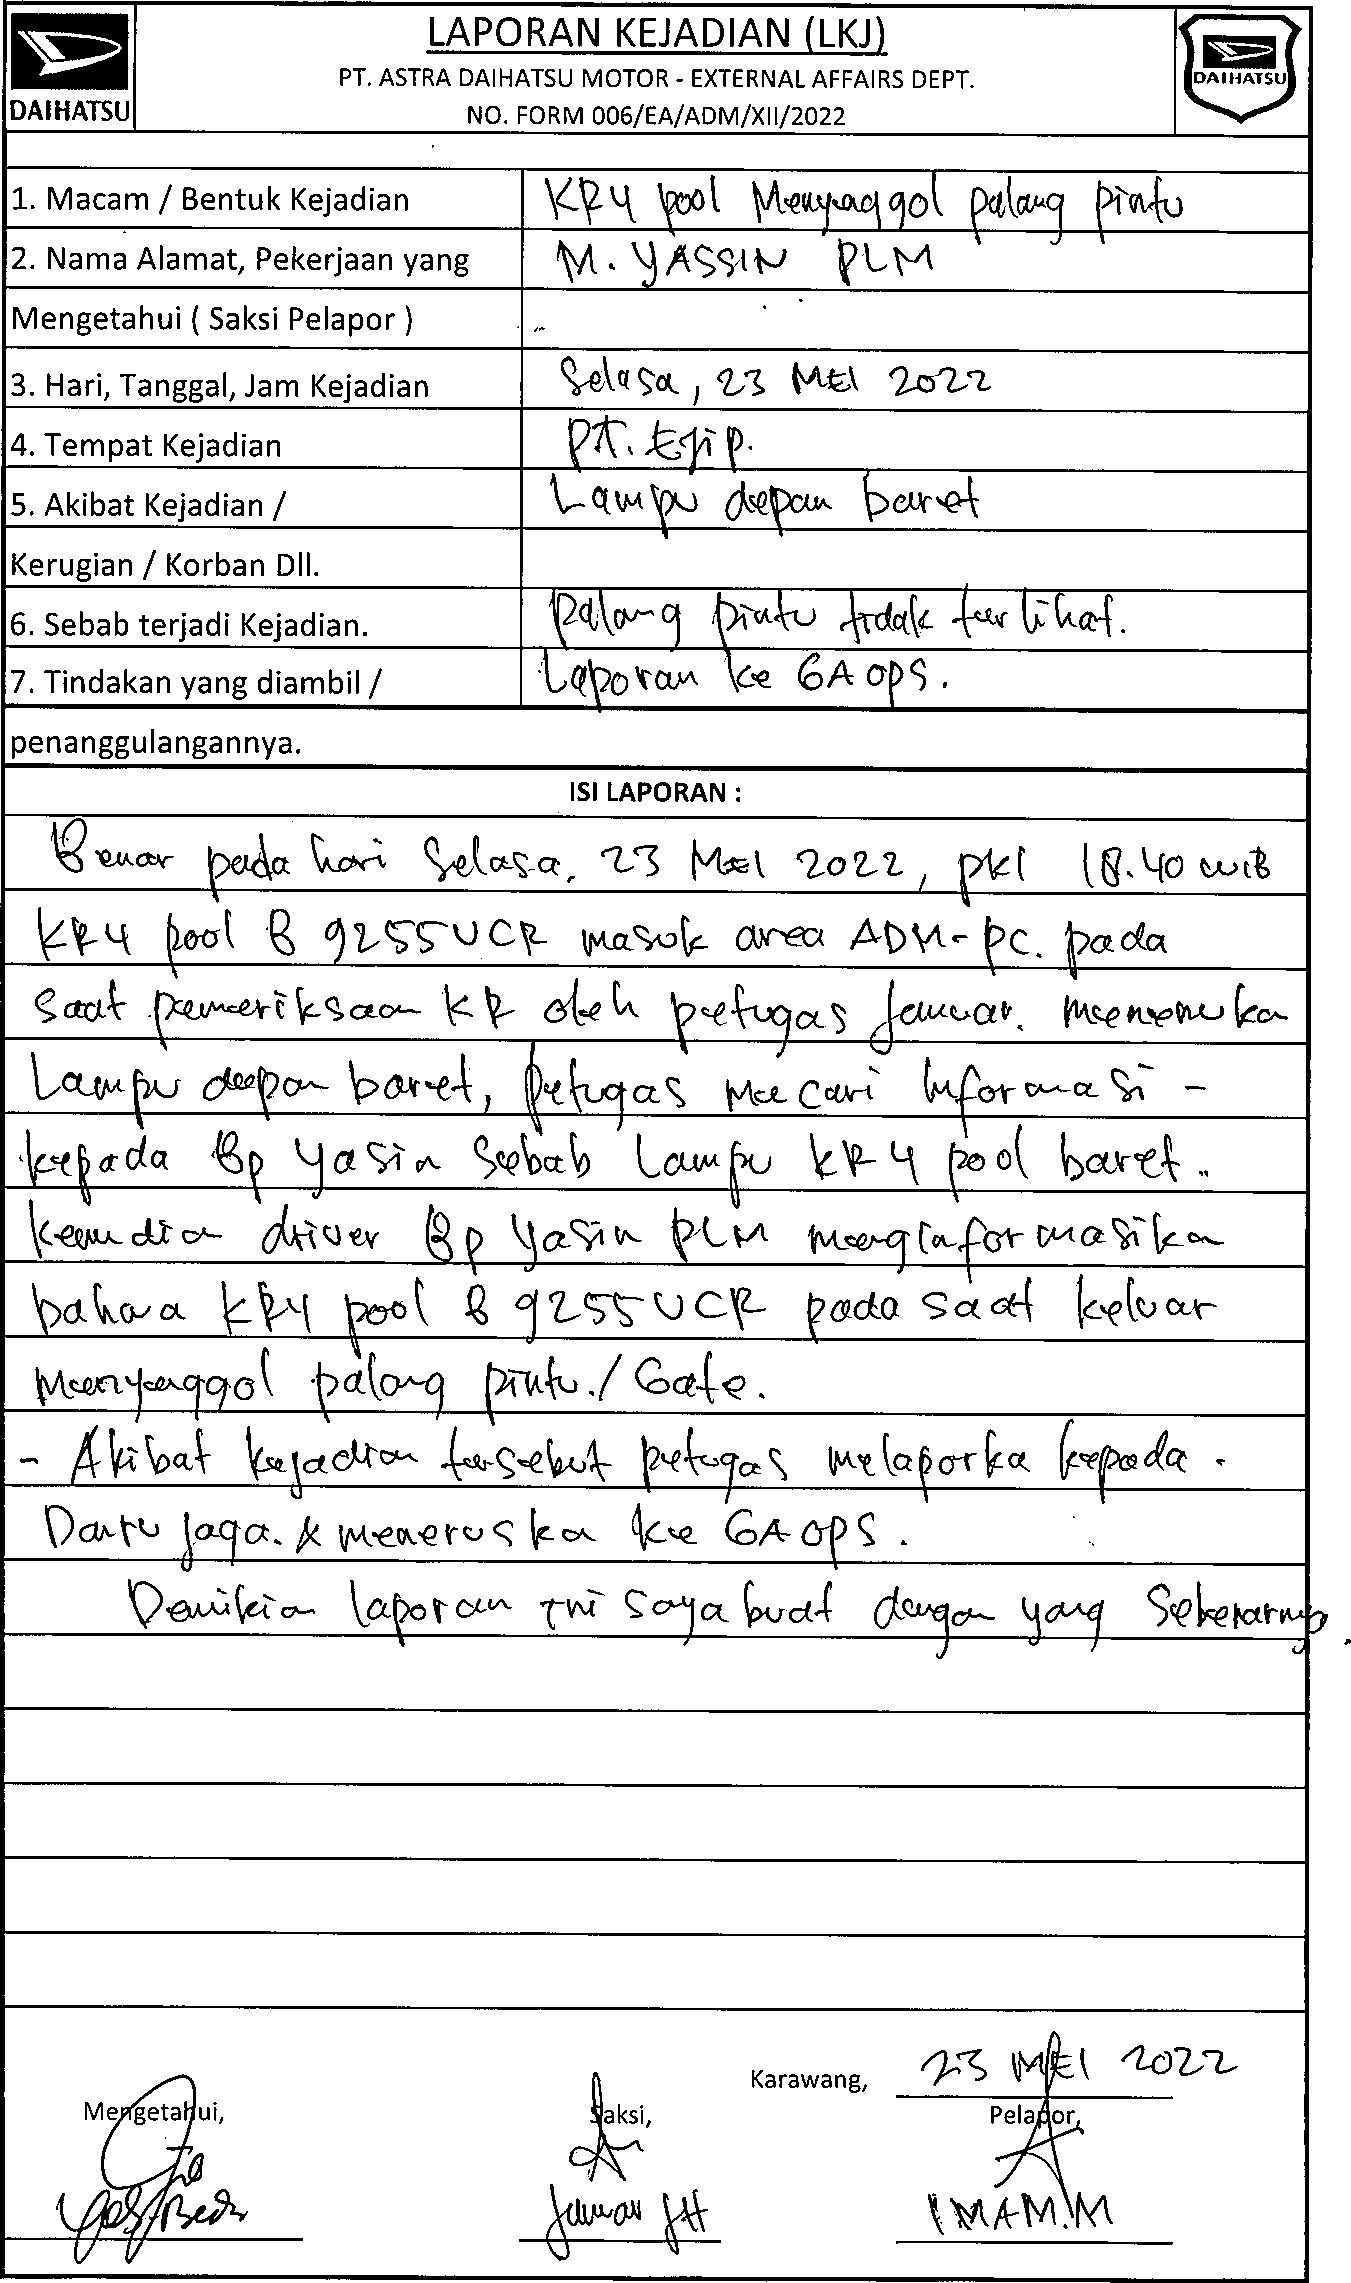 LAPORAN KEJADIAN (LKJ)
PT. ASTRA DAIHATSU MOTOR - EXTERNAL AFFAIRS DEPT.
NO. FORM 006/EA/ADM/XII/2022
DAIHATSU
DAIHATSU
1. Macam / Bentuk Kejadian KR4 pool Menyaggol palang pintu
2. Nama Alamat, Pekerjaan yang M. YASSIN PLM
Mengetahui ( Saksi Pelapor )
3. Hari, Tanggal, Jam Kejadian Selasa, 23 MEI 2022
4. Tempat Kejadian PT. Ejip.
5. Akibat Kejadian / Lampu depan baret
Kerugian / Korban Dll.
6. Sebab terjadi Kejadian. Palang pintu tidak terlihat.
7. Tindakan yang diambil / Laporan ke GA OPS.
penanggulangannya.
ISI LAPORAN :
Benar pada hari Selasa, 23 MEI 2022, pkl 18.40 wib
KR4 pool B 9255 UCR masuk area ADM-PC. pada
saat pemeriksaan KR oleh petugas Januar. menemuka
Lampu depan baret, petugas mecari informasi -
kepada Bp Yasin sebab Lampu KR4 pool baret..
kemudian driver Bp Yasin PLM menginformasika
bahwa KR4 pool B 9255 UCR pada saat keluar
Menyenggol palang pintu./ Gate.
- Akibat kejadian tersebut petugas melaporka kepada.
Danru jaga. & meneruska ke GA OPS.
Demikian laporan ini saya buat dengan yang Sebenarnya.
Karawang, 23 MEI 2022
Mengetahui, Saksi, Pelapor,
Januar JH IMAM.M